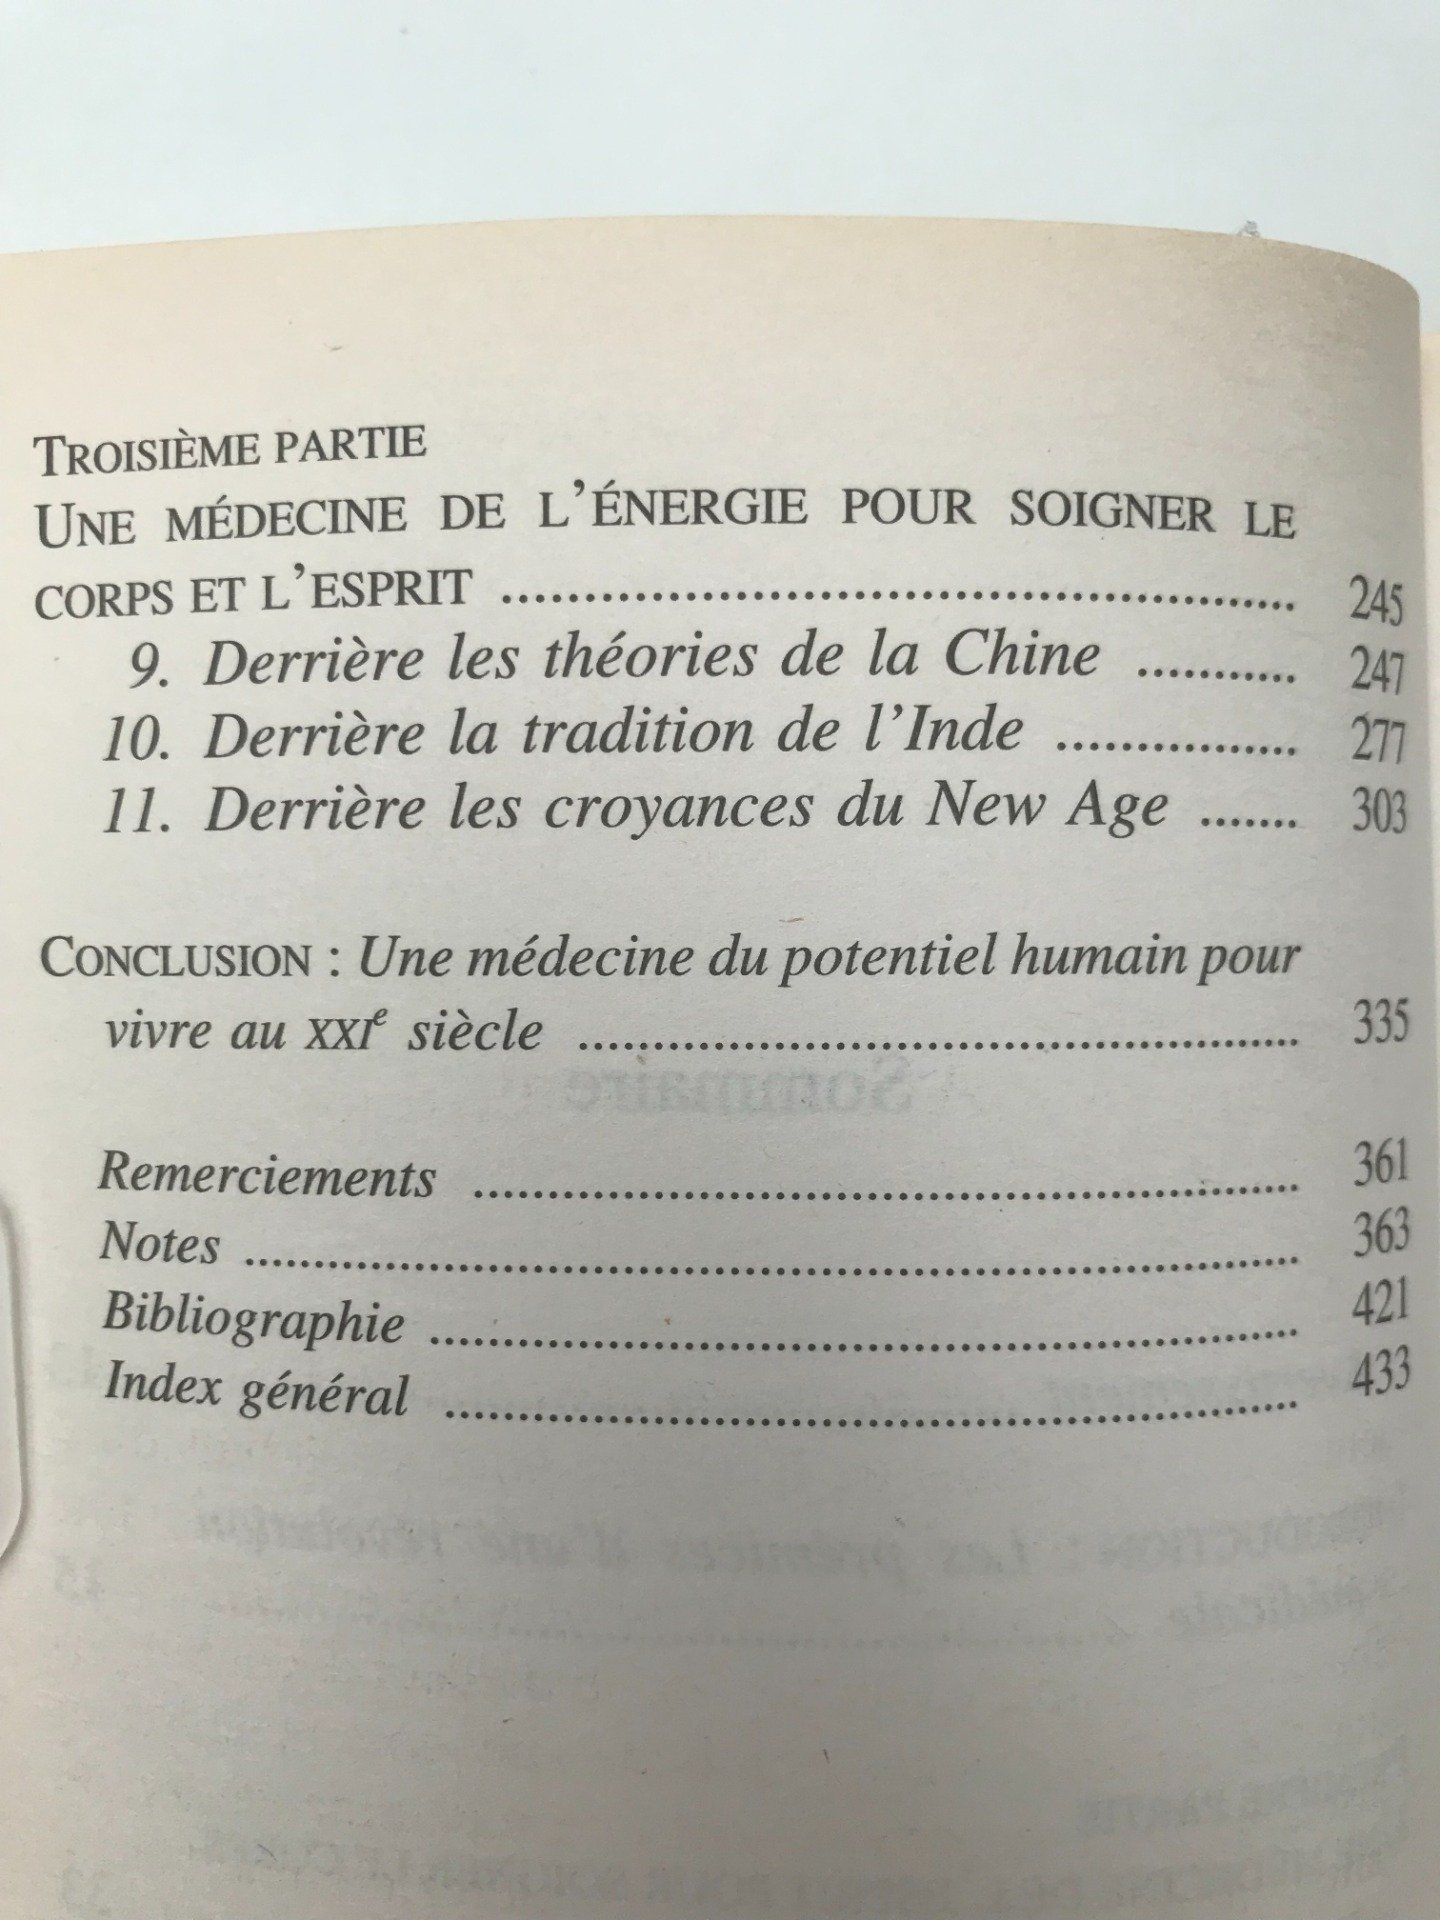 TROISIÈME PARTIE
UNE MÉDECINE DE L'ÉNERGIE POUR SOIGNER LE
CORPS ET L'ESPRIT .................................................. 245
9. Derrière les théories de la Chine ........... 247
10. Derrière la tradition de l'Inde ................. 277
11. Derrière les croyances du New Age ....... 303
CONCLUSION : Une médecine du potentiel humain pour
vivre au XXIe siècle .................................................. 335
Remerciements .................................................. 361
Notes .................................................. 363
Bibliographie .................................................. 421
Index général .................................................. 433
Sommaire